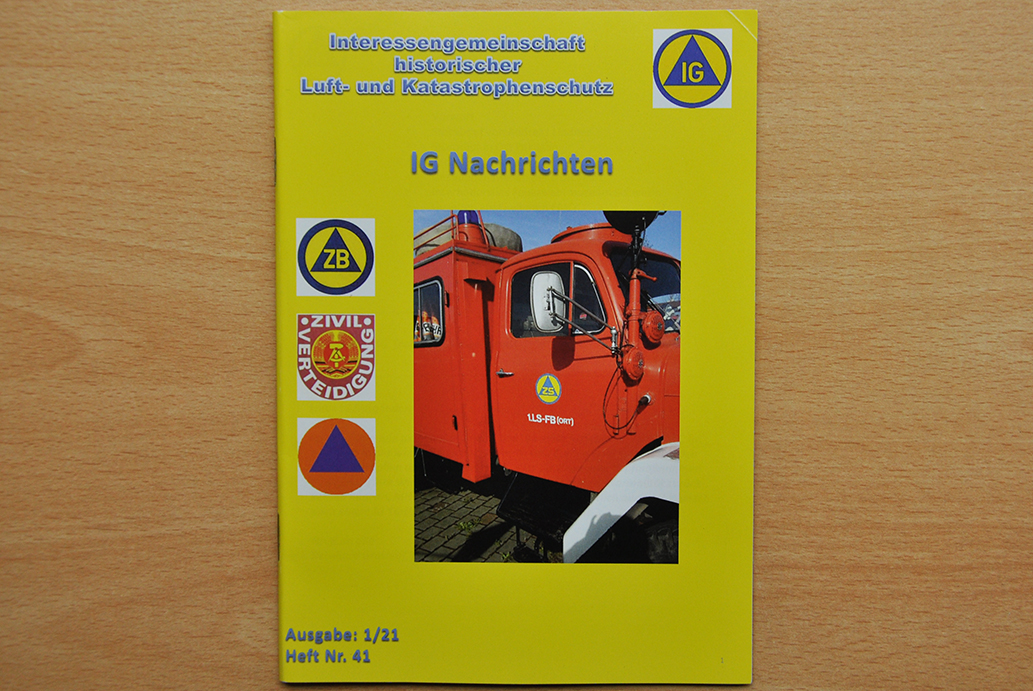 Interessengemeinschaft
historischer
Luft- und Katastrophenschutz
IG
IG Nachrichten
ZB
• ZIVIL •
VERTEIDIGUNG
ZS
1.LS-FB (ORT)
Ausgabe: 1/21
Heft Nr. 41
1